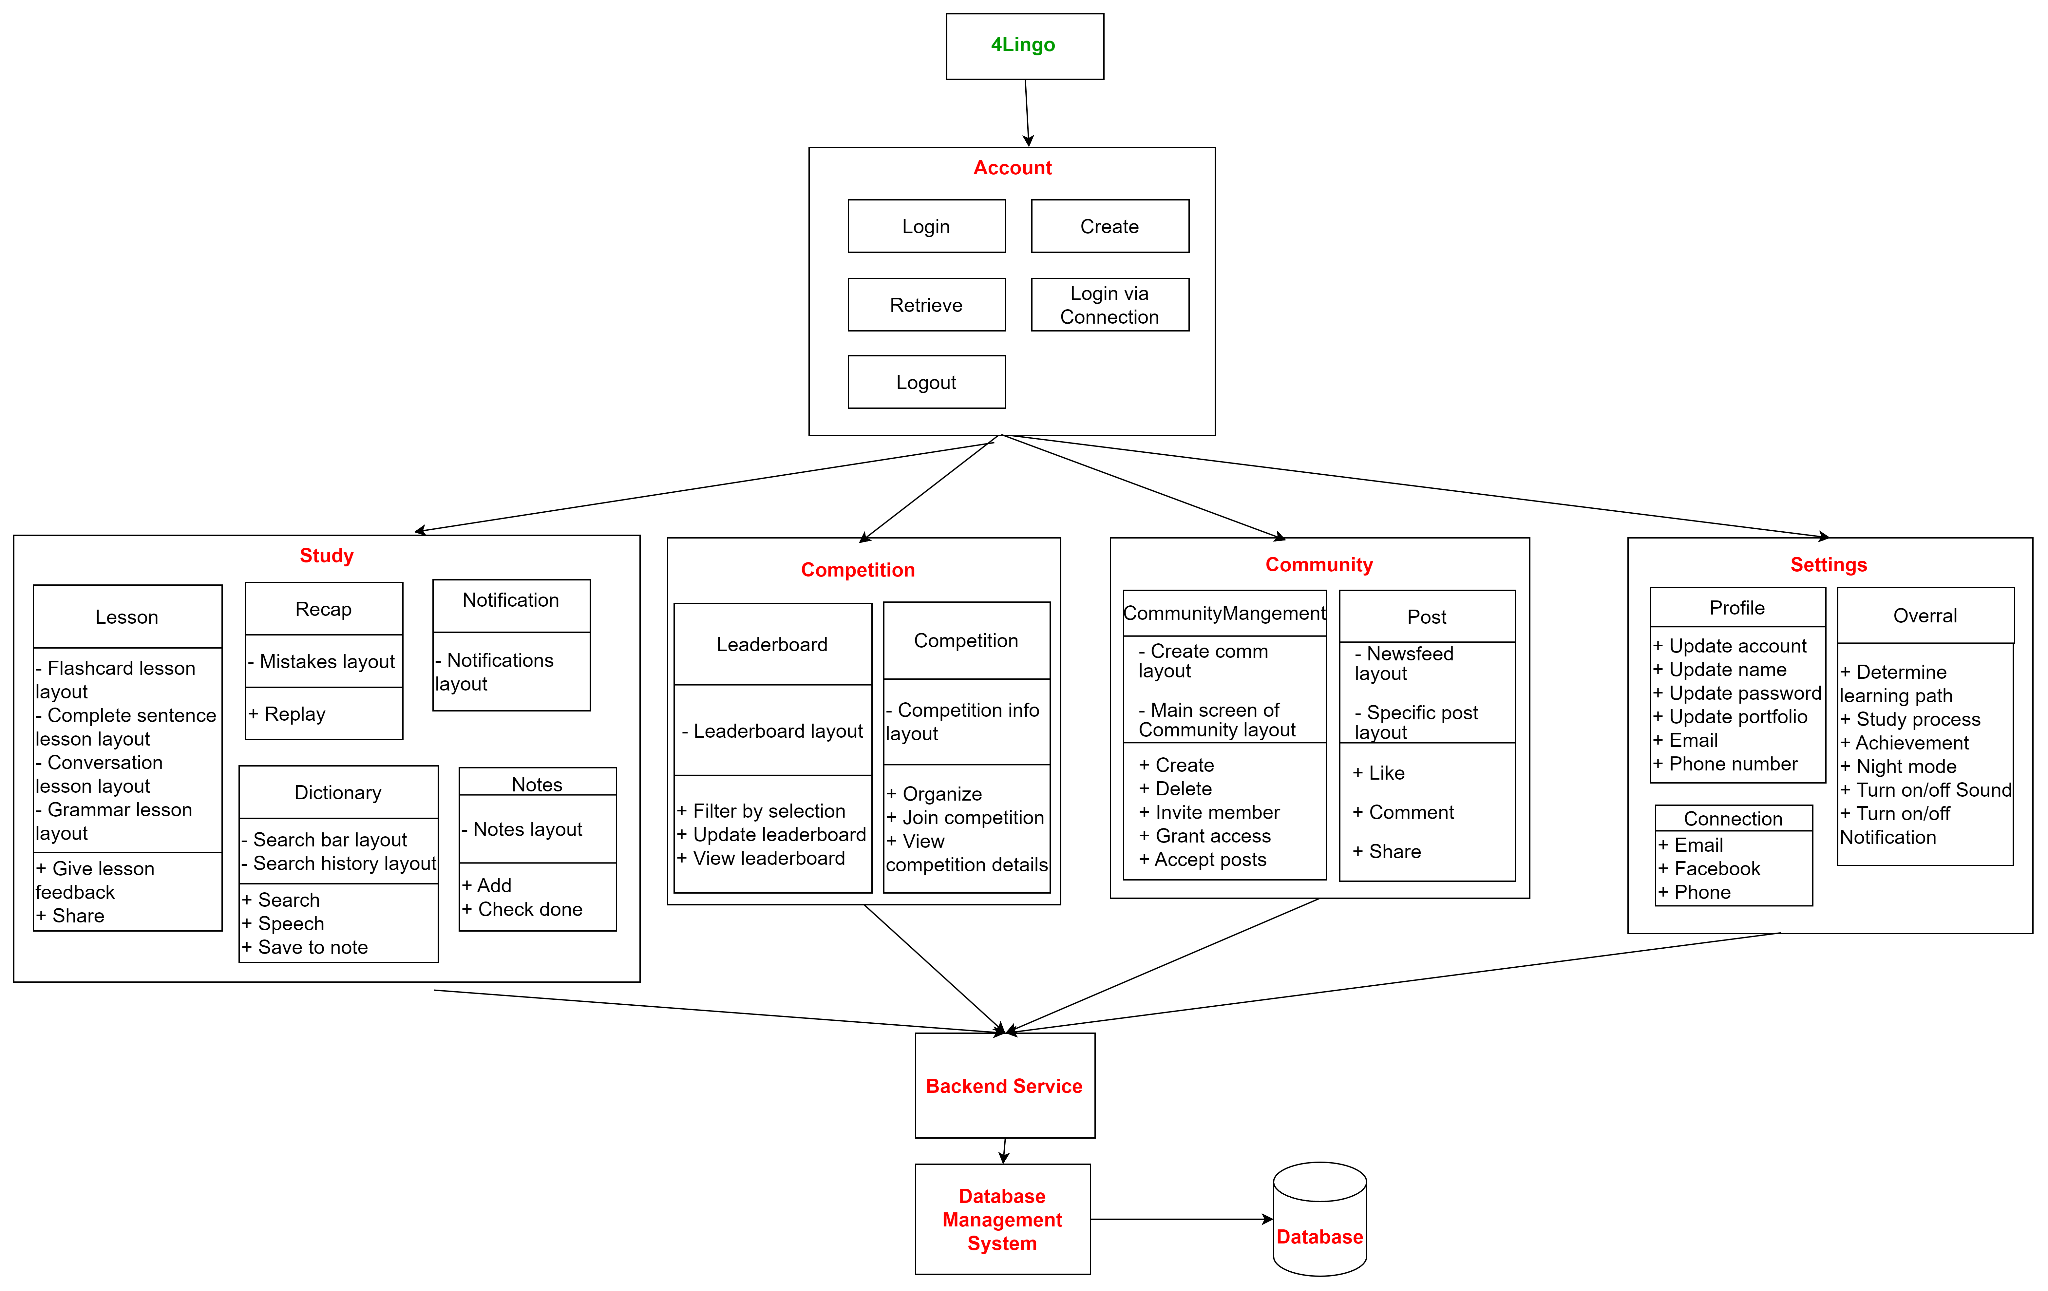 4Lingo
Account
Login
Create
Retrieve
Login via
Connection
Logout
Study
Lesson
- Flashcard lesson
layout
- Complete sentence
lesson layout
- Conversation
lesson layout
- Grammar lesson
layout
+ Give lesson
feedback
+ Share
Recap
- Mistakes layout
+ Replay
Notification
- Notifications
layout
Dictionary
- Search bar layout
- Search history layout
+ Search
+ Speech
+ Save to note
Notes
- Notes layout
+ Add
+ Check done
Competition
Leaderboard
- Leaderboard layout
+ Filter by selection
+ Update leaderboard
+ View leaderboard
Competition
- Competition info
layout
+ Organize
+ Join competition
+ View
competition details
Community
CommunityMangement
- Create comm
layout
- Main screen of
Community layout
+ Create
+ Delete
+ Invite member
+ Grant access
+ Accept posts
Post
- Newsfeed
layout
- Specific post
layout
+ Like
+ Comment
+ Share
Settings
Profile
+ Update account
+ Update name
+ Update password
+ Update portfolio
+ Email
+ Phone number
Connection
+ Email
+ Facebook
+ Phone
Overral
+ Determine
learning path
+ Study process
+ Achievement
+ Night mode
+ Turn on/off Sound
+ Turn on/off
Notification
Backend Service
Database
Management
System
Database